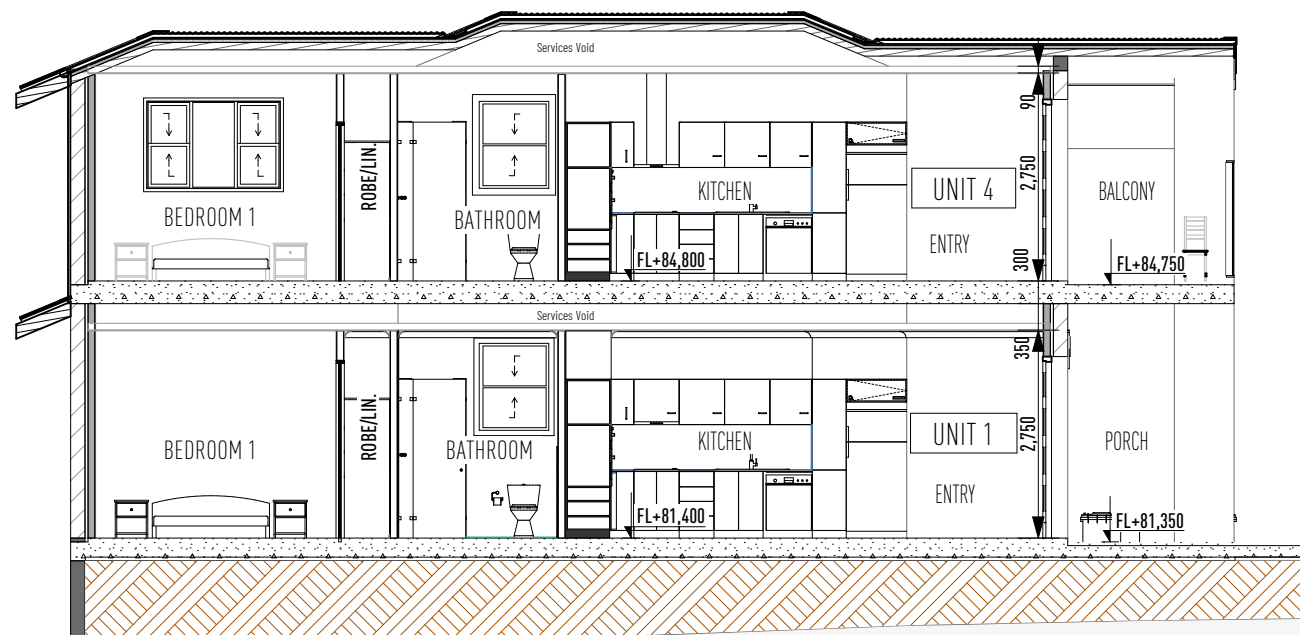 Services Void
90
BEDROOM 1
ROBE/LIN.
BATHROOM
KITCHEN
UNIT 4
2,750
BALCONY
ENTRY
FL+84,800
300
FL+84,750
Services Void
350
BEDROOM 1
ROBE/LIN.
BATHROOM
KITCHEN
UNIT 1
2,750
PORCH
ENTRY
FL+81,400
FL+81,350